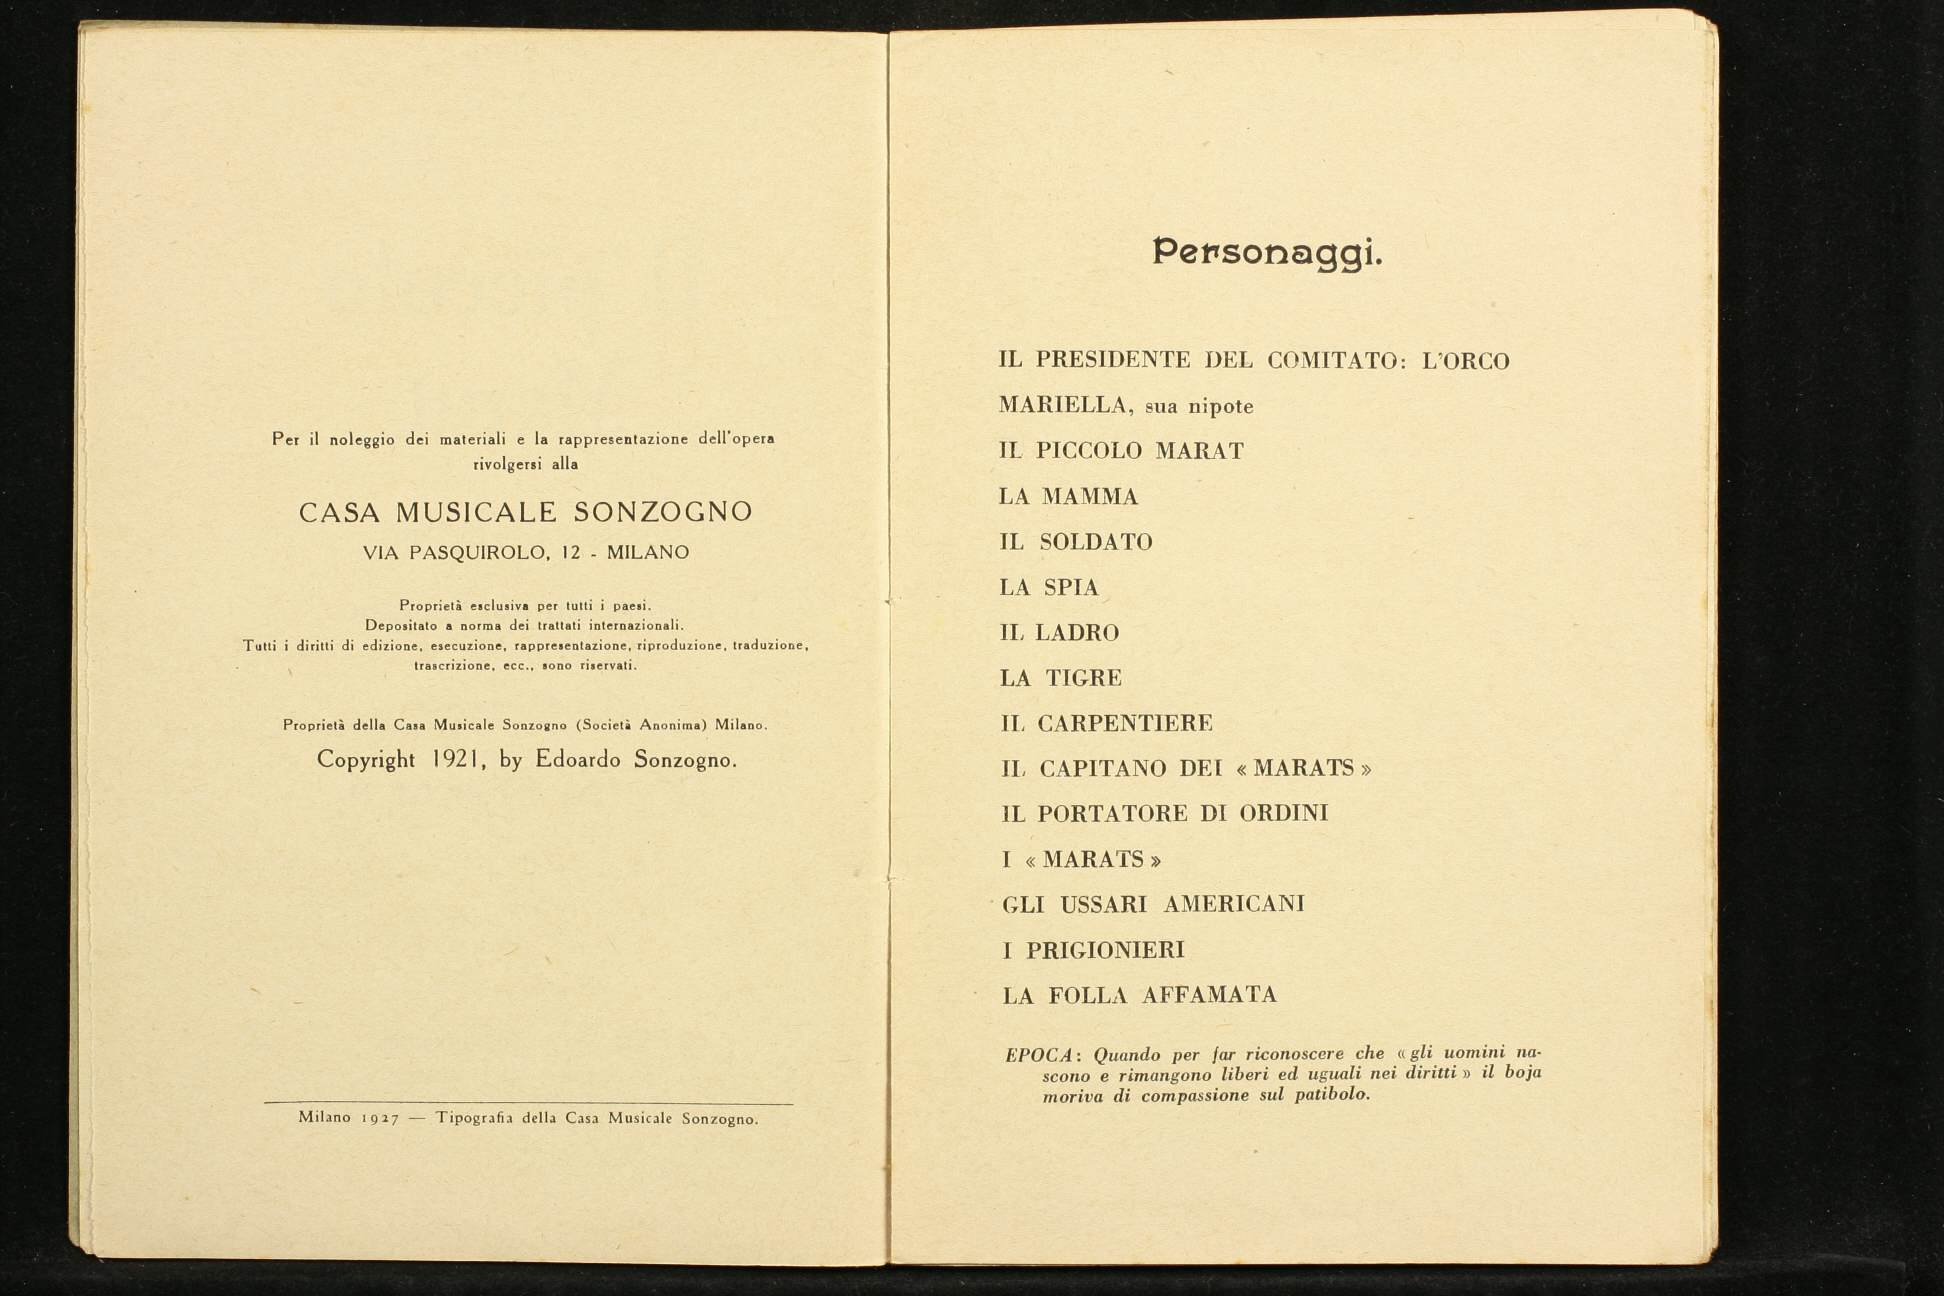 Per il noleggio dei materiali e la rappresentazione dell'opera
rivolgersi alla
CASA MUSICALE SONZOGNO
VIA PASQUIROLO, 12 - MILANO
Proprietà esclusiva per tutti i paesi.
Depositato a norma dei trattati internazionali.
Tutti i diritti di edizione, esecuzione, rappresentazione, riproduzione, traduzione,
trascrizione, ecc., sono riservati.
Proprietà della Casa Musicale Sonzogno (Società Anonima) Milano.
Copyright 1921, by Edoardo Sonzogno.
Milano 1927 — Tipografia della Casa Musicale Sonzogno.
Personaggi.
IL PRESIDENTE DEL COMITATO: L'ORCO
MARIELLA, sua nipote
IL PICCOLO MARAT
LA MAMMA
IL SOLDATO
LA SPIA
IL LADRO
LA TIGRE
IL CARPENTIERE
IL CAPITANO DEI « MARATS »
IL PORTATORE DI ORDINI
I « MARATS »
GLI USSARI AMERICANI
I PRIGIONIERI
LA FOLLA AFFAMATA
EPOCA: Quando per far riconoscere che « gli uomini na-
scono e rimangono liberi ed uguali nei diritti » il boja
moriva di compassione sul patibolo.